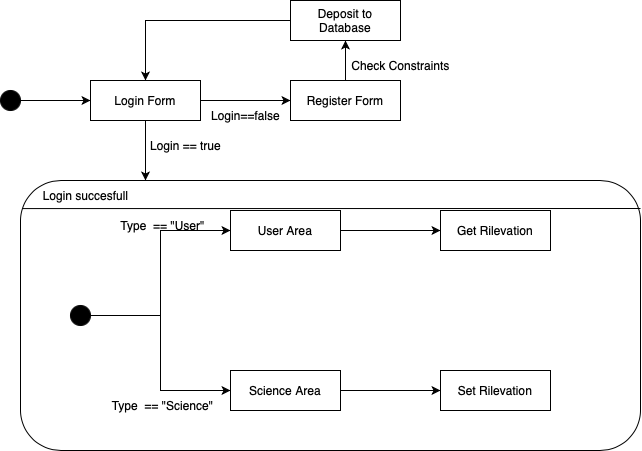 Deposit to
Database
Check Constraints
Login Form
Register Form
Login==false
Login == true
Login succesfull
Type == "User"
User Area
Get Rilevation
Science Area
Set Rilevation
Type == "Science"